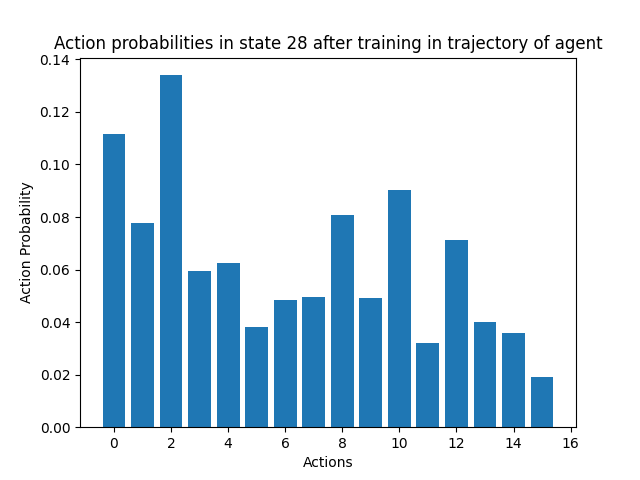 Action probabilities in state 28 after training in trajectory of agent
0.14
0.12
0.10
0.08
0.06
0.04
0.02
0.00
Action Probability
0 2 4 6 8 10 12 14 16
Actions